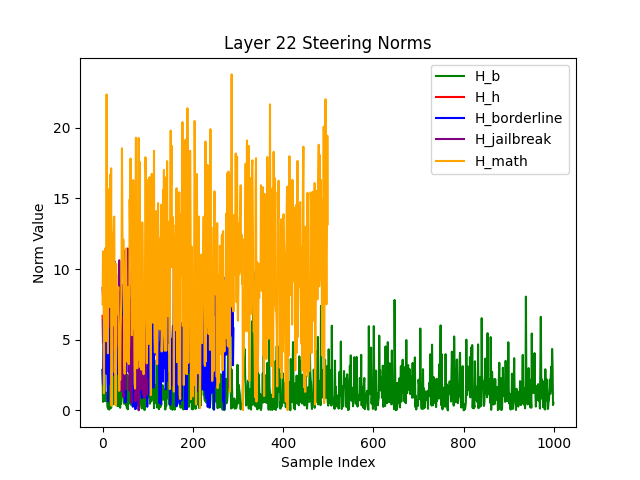 Layer 22 Steering Norms
H_b
H_h
H_borderline
H_jailbreak
H_math
Norm Value
20
15
10
5
0
0 200 400 600 800 1000
Sample Index